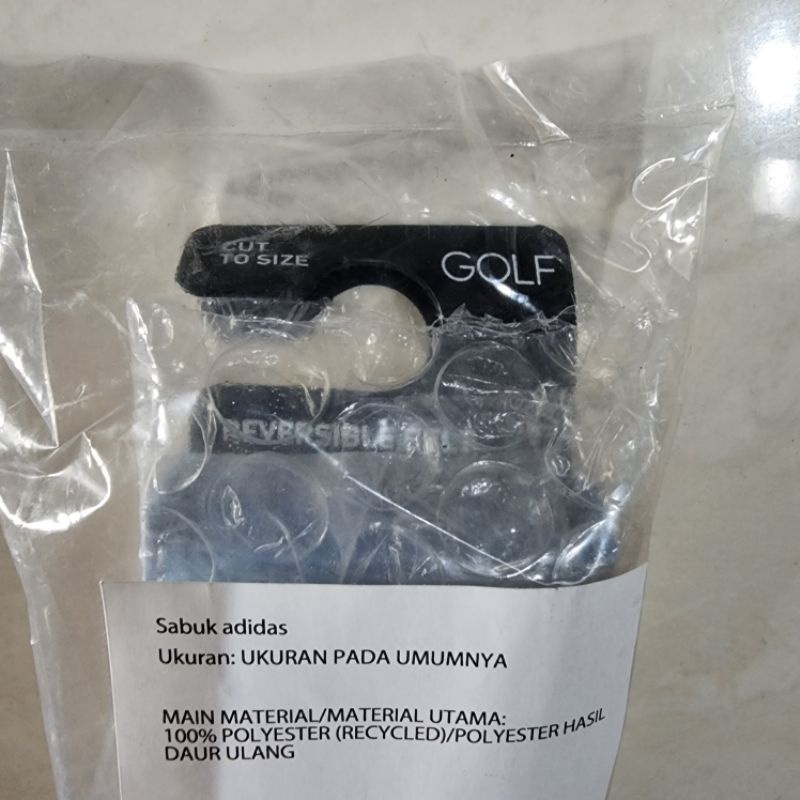 CUT
TO SIZE
GOLF
REVERSIBLE
Sabuk adidas
Ukuran: UKURAN PADA UMUMNYA
MAIN MATERIAL/MATERIAL UTAMA:
100% POLYESTER (RECYCLED)/POLYESTER HASIL
DAUR ULANG